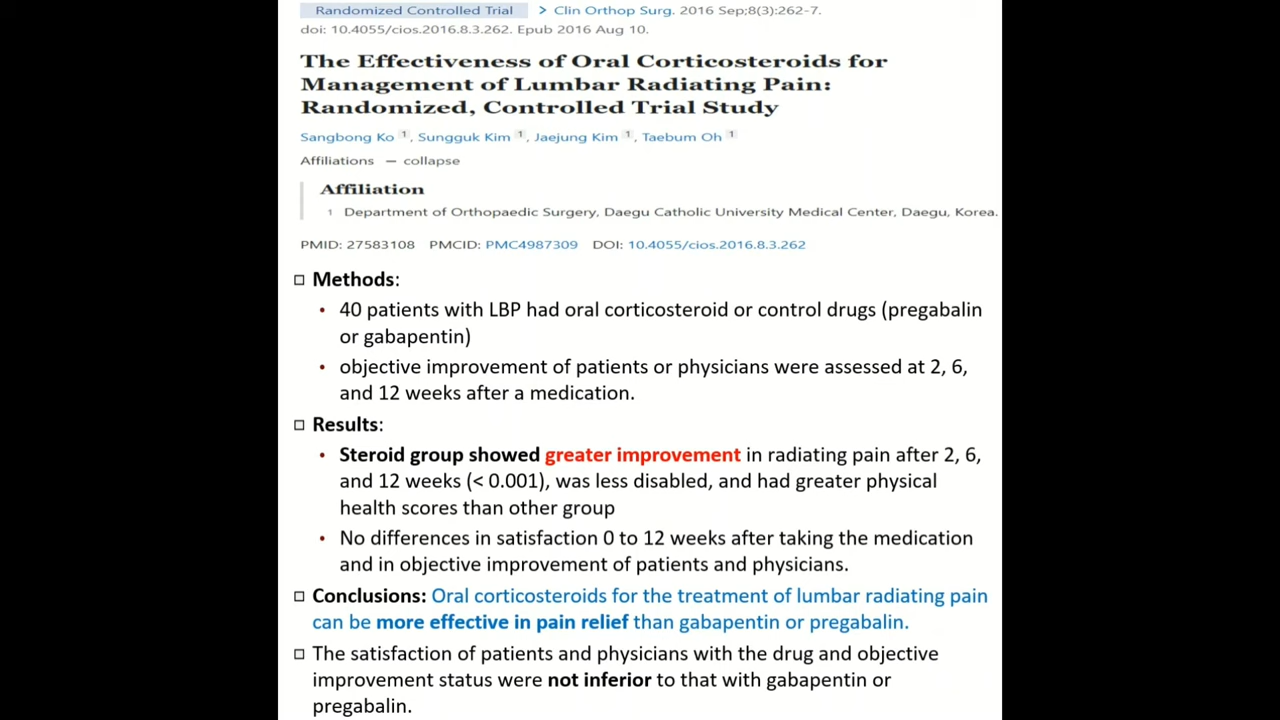 Randomized Controlled Trial > Clin Orthop Surg. 2016 Sep;8(3):262-7.
doi: 10.4055/cios.2016.8.3.262. Epub 2016 Aug 10.
The Effectiveness of Oral Corticosteroids for
Management of Lumbar Radiating Pain:
Randomized, Controlled Trial Study
Sangbong Ko 1, Sungguk Kim 1, Jaejung Kim 1, Taebum Oh 1
Affiliations — collapse
Affiliation
1 Department of Orthopaedic Surgery, Daegu Catholic University Medical Center, Daegu, Korea.
PMID: 27583108 PMCID: PMC4987309 DOI: 10.4055/cios.2016.8.3.262
□ Methods:
• 40 patients with LBP had oral corticosteroid or control drugs (pregabalin
or gabapentin)
• objective improvement of patients or physicians were assessed at 2, 6,
and 12 weeks after a medication.
□ Results:
• Steroid group showed greater improvement in radiating pain after 2, 6,
and 12 weeks (< 0.001), was less disabled, and had greater physical
health scores than other group
• No differences in satisfaction 0 to 12 weeks after taking the medication
and in objective improvement of patients and physicians.
□ Conclusions: Oral corticosteroids for the treatment of lumbar radiating pain
can be more effective in pain relief than gabapentin or pregabalin.
□ The satisfaction of patients and physicians with the drug and objective
improvement status were not inferior to that with gabapentin or
pregabalin.